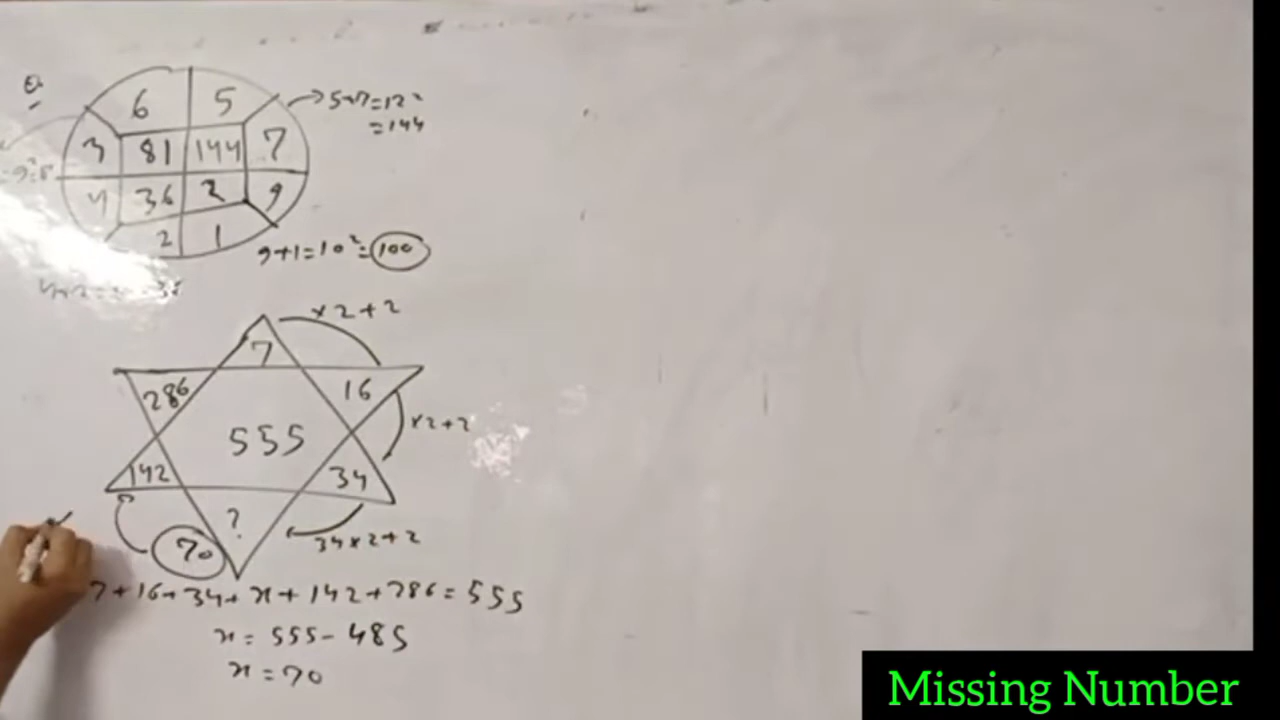 Q.
6 5
5+7=12²
=144
3 81 144 7
4 36 ? 9
2 1
9+1=10²=100
×2+2
7
286 16
×2+2
555
142 34
?
34×2+2
70
7+16+34+x+142+286=555
x=555-485
x=70
Missing Number